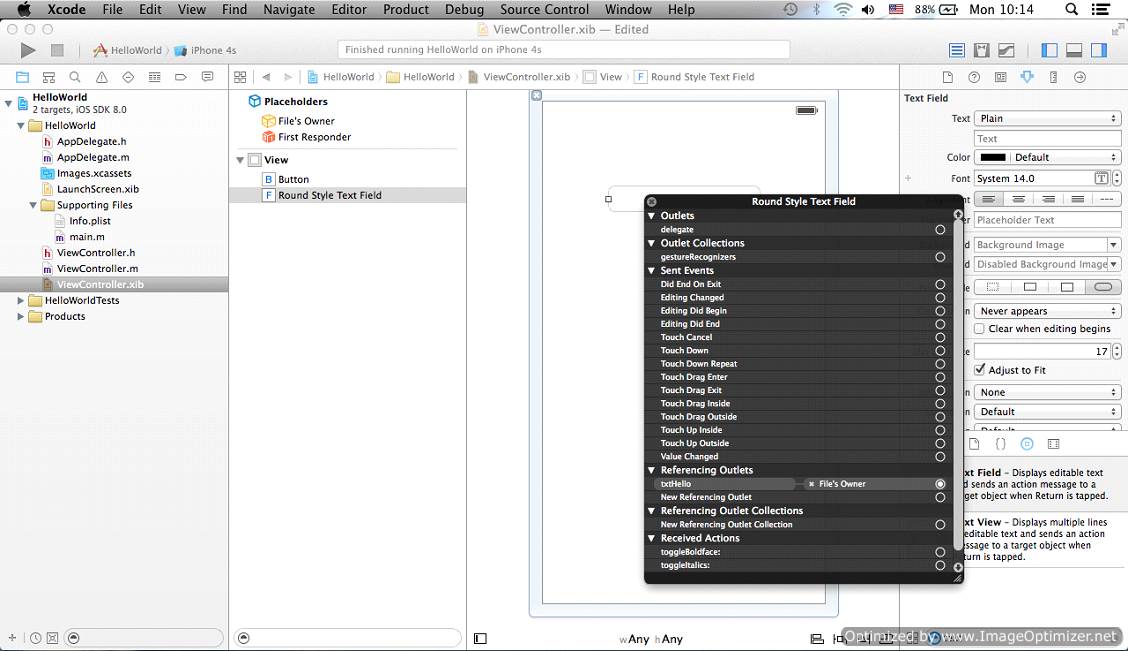 Xcode File Edit View Find Navigate Editor Product Debug Source Control Window Help 88% Mon 10:14
ViewController.xib — Edited
HelloWorld iPhone 4s
Finished running HelloWorld on iPhone 4s
HelloWorld HelloWorld ViewController.xib View F Round Style Text Field
HelloWorld
2 targets, iOS SDK 8.0
HelloWorld
h AppDelegate.h
m AppDelegate.m
Images.xcassets
LaunchScreen.xib
Supporting Files
Info.plist
m main.m
h ViewController.h
m ViewController.m
ViewController.xib
HelloWorldTests
Products
Placeholders
File's Owner
First Responder
View
B Button
F Round Style Text Field
Round Style Text Field
Outlets
delegate
Outlet Collections
gestureRecognizers
Sent Events
Did End On Exit
Editing Changed
Editing Did Begin
Editing Did End
Touch Cancel
Touch Down
Touch Down Repeat
Touch Drag Enter
Touch Drag Exit
Touch Drag Inside
Touch Drag Outside
Touch Up Inside
Touch Up Outside
Value Changed
Referencing Outlets
txtHello File's Owner
New Referencing Outlet
Referencing Outlet Collections
New Referencing Outlet Collection
Received Actions
toggleBoldface:
toggleItalics:
wAny hAny
Text Field
Text Plain
Text
Color Default
Font System 14.0 T
Placeholder Text
Background Image
Disabled Background Image
Never appears
Clear when editing begins
17
Adjust to Fit
None
Default
Default
{}
xt Field – Displays editable text
d sends an action message to a
get object when Return is tapped.
xt View – Displays multiple lines
editable text and sends an action
essage to a target object when
turn is tapped.
Optimized by www.ImageOptimizer.net